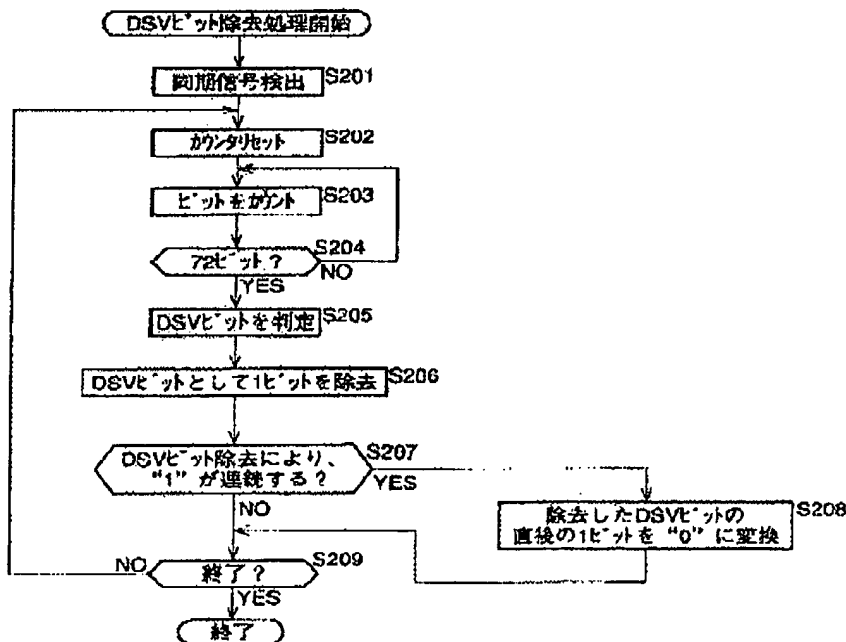 DSVビット除去処理開始
同期信号検出 S201
カウンタリセット S202
ビットをカウント S203
72ビット? S204
NO
YES
DSVビットを判定 S205
DSVビットとして1ビットを除去 S206
DSVビット除去により、 S207
“1”が連続する?
YES
NO
除去したDSVビットの S208
直後の1ビットを“0”に変換
NO 終了? S209
YES
終了